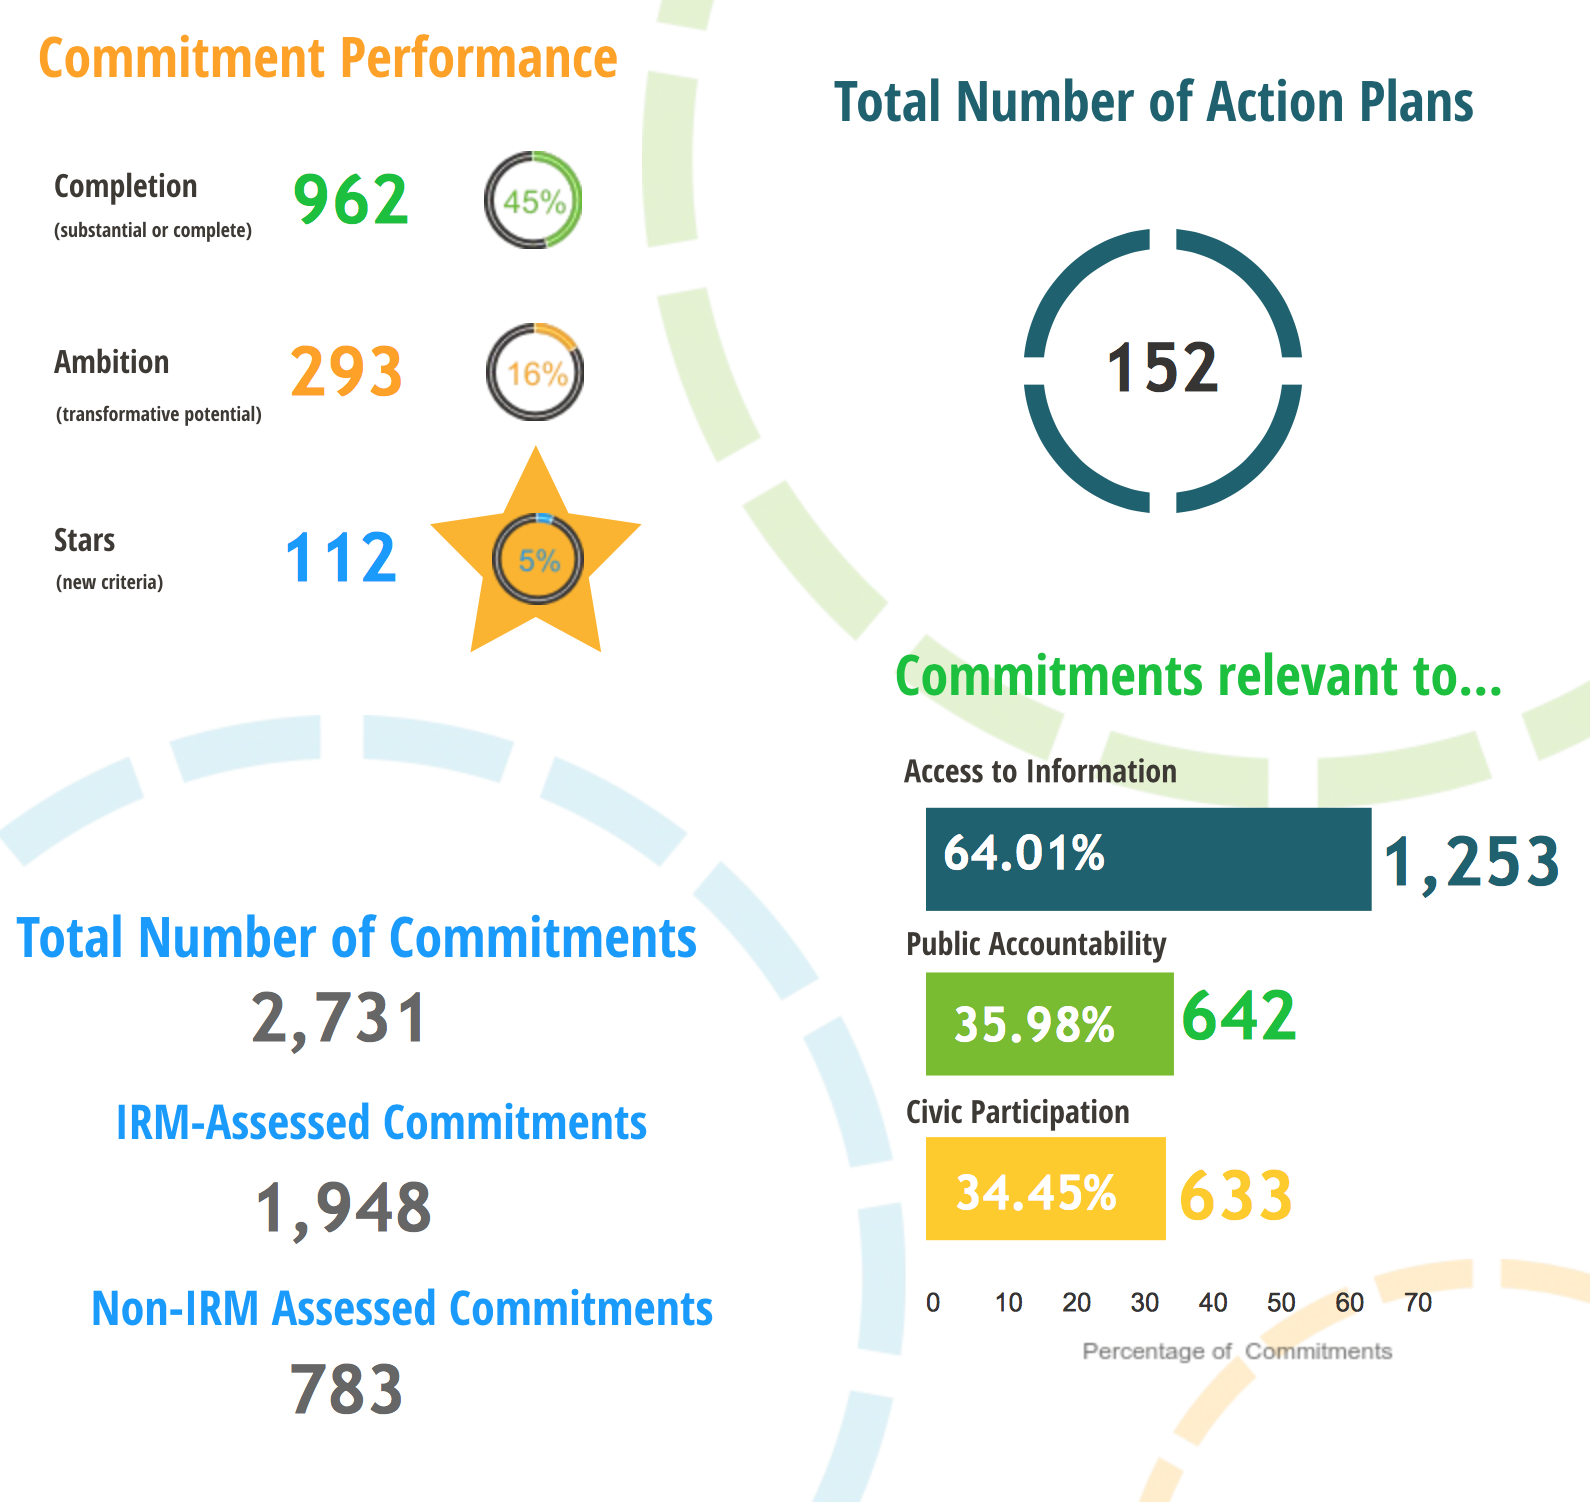 Commitment Performance
Completion
(substantial or complete)
962
45%
Ambition
(transformative potential)
293
16%
Stars
(new criteria)
112
5%
Total Number of Action Plans
152
Total Number of Commitments
2,731
IRM-Assessed Commitments
1,948
Non-IRM Assessed Commitments
783
Commitments relevant to...
Access to Information
64.01% 1,253
Public Accountability
35.98% 642
Civic Participation
34.45% 633
0 10 20 30 40 50 60 70
Percentage of Commitments